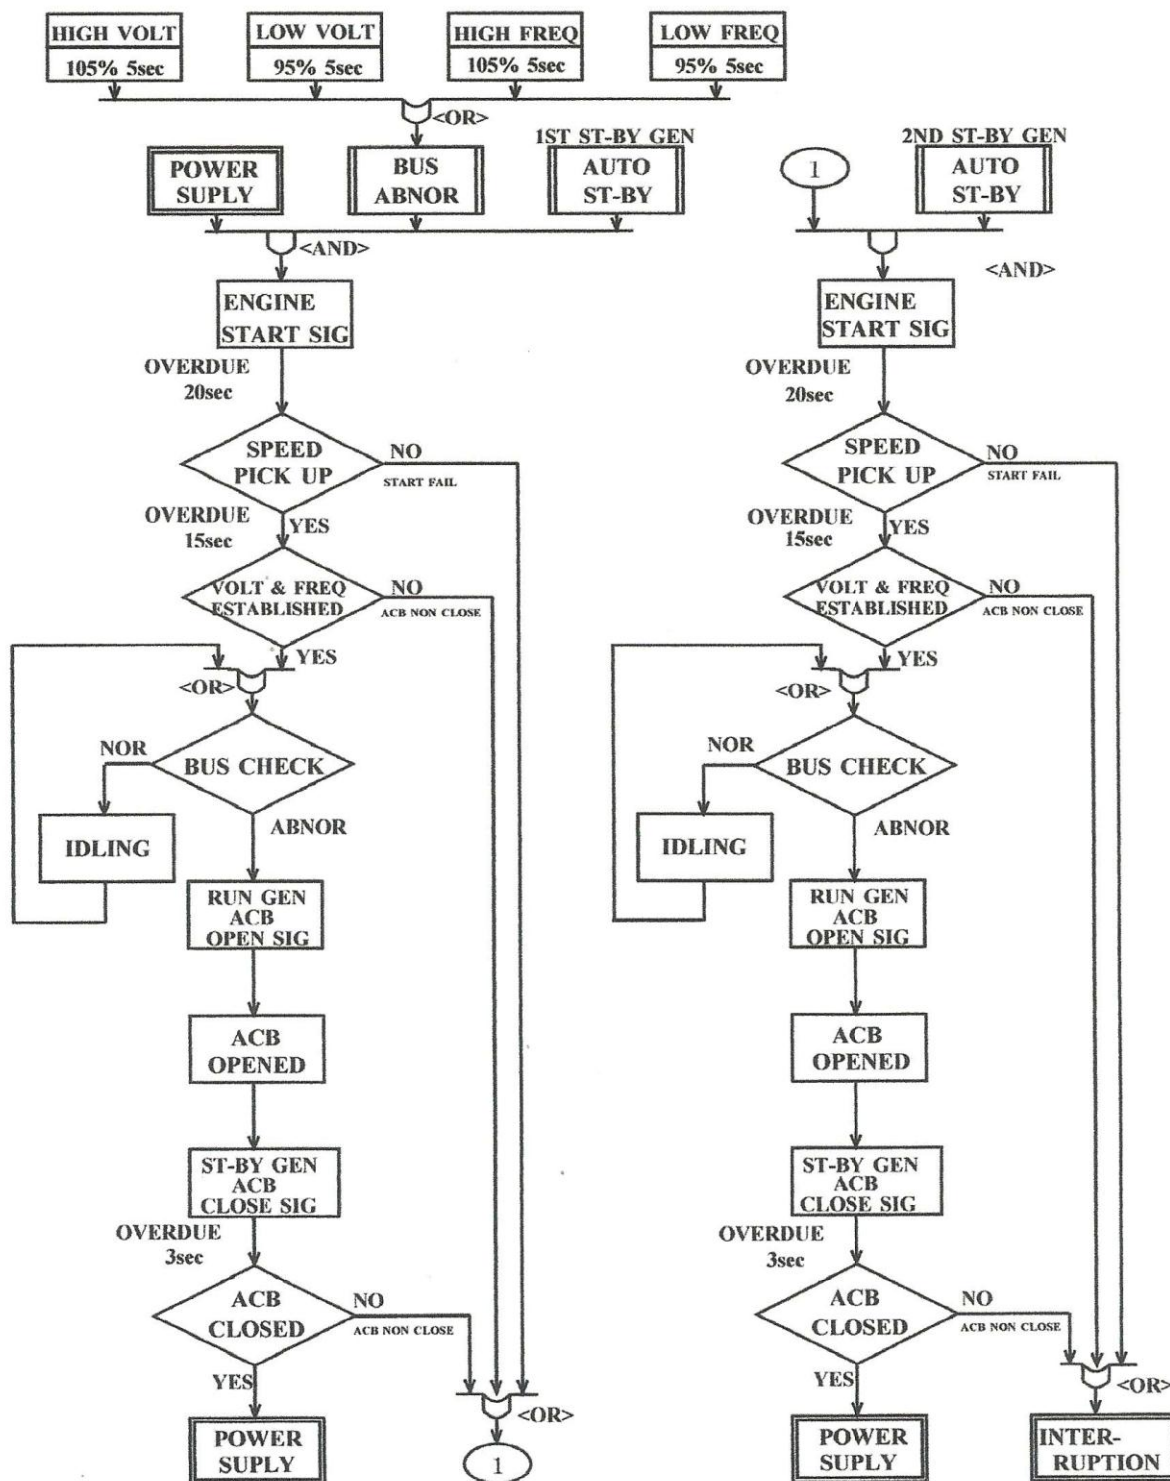 HIGH VOLT
105% 5sec
LOW VOLT
95% 5sec
HIGH FREQ
105% 5sec
LOW FREQ
95% 5sec
<OR>
POWER
SUPLY
BUS
ABNOR
1ST ST-BY GEN
AUTO
ST-BY
<AND>
ENGINE
START SIG
OVERDUE
20sec
SPEED
PICK UP
NO
START FAIL
OVERDUE
15sec
YES
VOLT & FREQ
ESTABLISHED
NO
ACB NON CLOSE
YES
<OR>
BUS CHECK
NOR
IDLING
ABNOR
RUN GEN
ACB
OPEN SIG
ACB
OPENED
ST-BY GEN
ACB
CLOSE SIG
OVERDUE
3sec
ACB
CLOSED
NO
ACB NON CLOSE
YES
<OR>
POWER
SUPLY
1
1
2ND ST-BY GEN
AUTO
ST-BY
<AND>
ENGINE
START SIG
OVERDUE
20sec
SPEED
PICK UP
NO
START FAIL
OVERDUE
15sec
YES
VOLT & FREQ
ESTABLISHED
NO
ACB NON CLOSE
YES
<OR>
BUS CHECK
NOR
IDLING
ABNOR
RUN GEN
ACB
OPEN SIG
ACB
OPENED
ST-BY GEN
ACB
CLOSE SIG
OVERDUE
3sec
ACB
CLOSED
NO
ACB NON CLOSE
YES
<OR>
POWER
SUPLY
INTER-
RUPTION